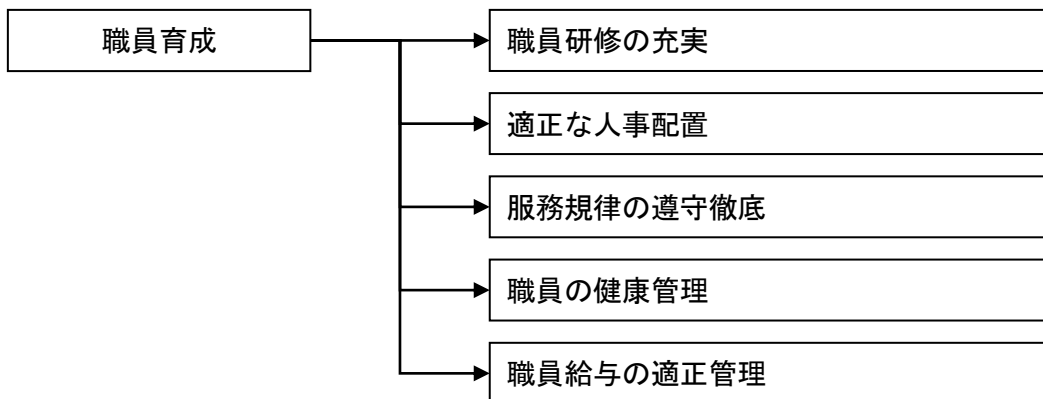 職員育成
職員研修の充実
適正な人事配置
服務規律の遵守徹底
職員の健康管理
職員給与の適正管理